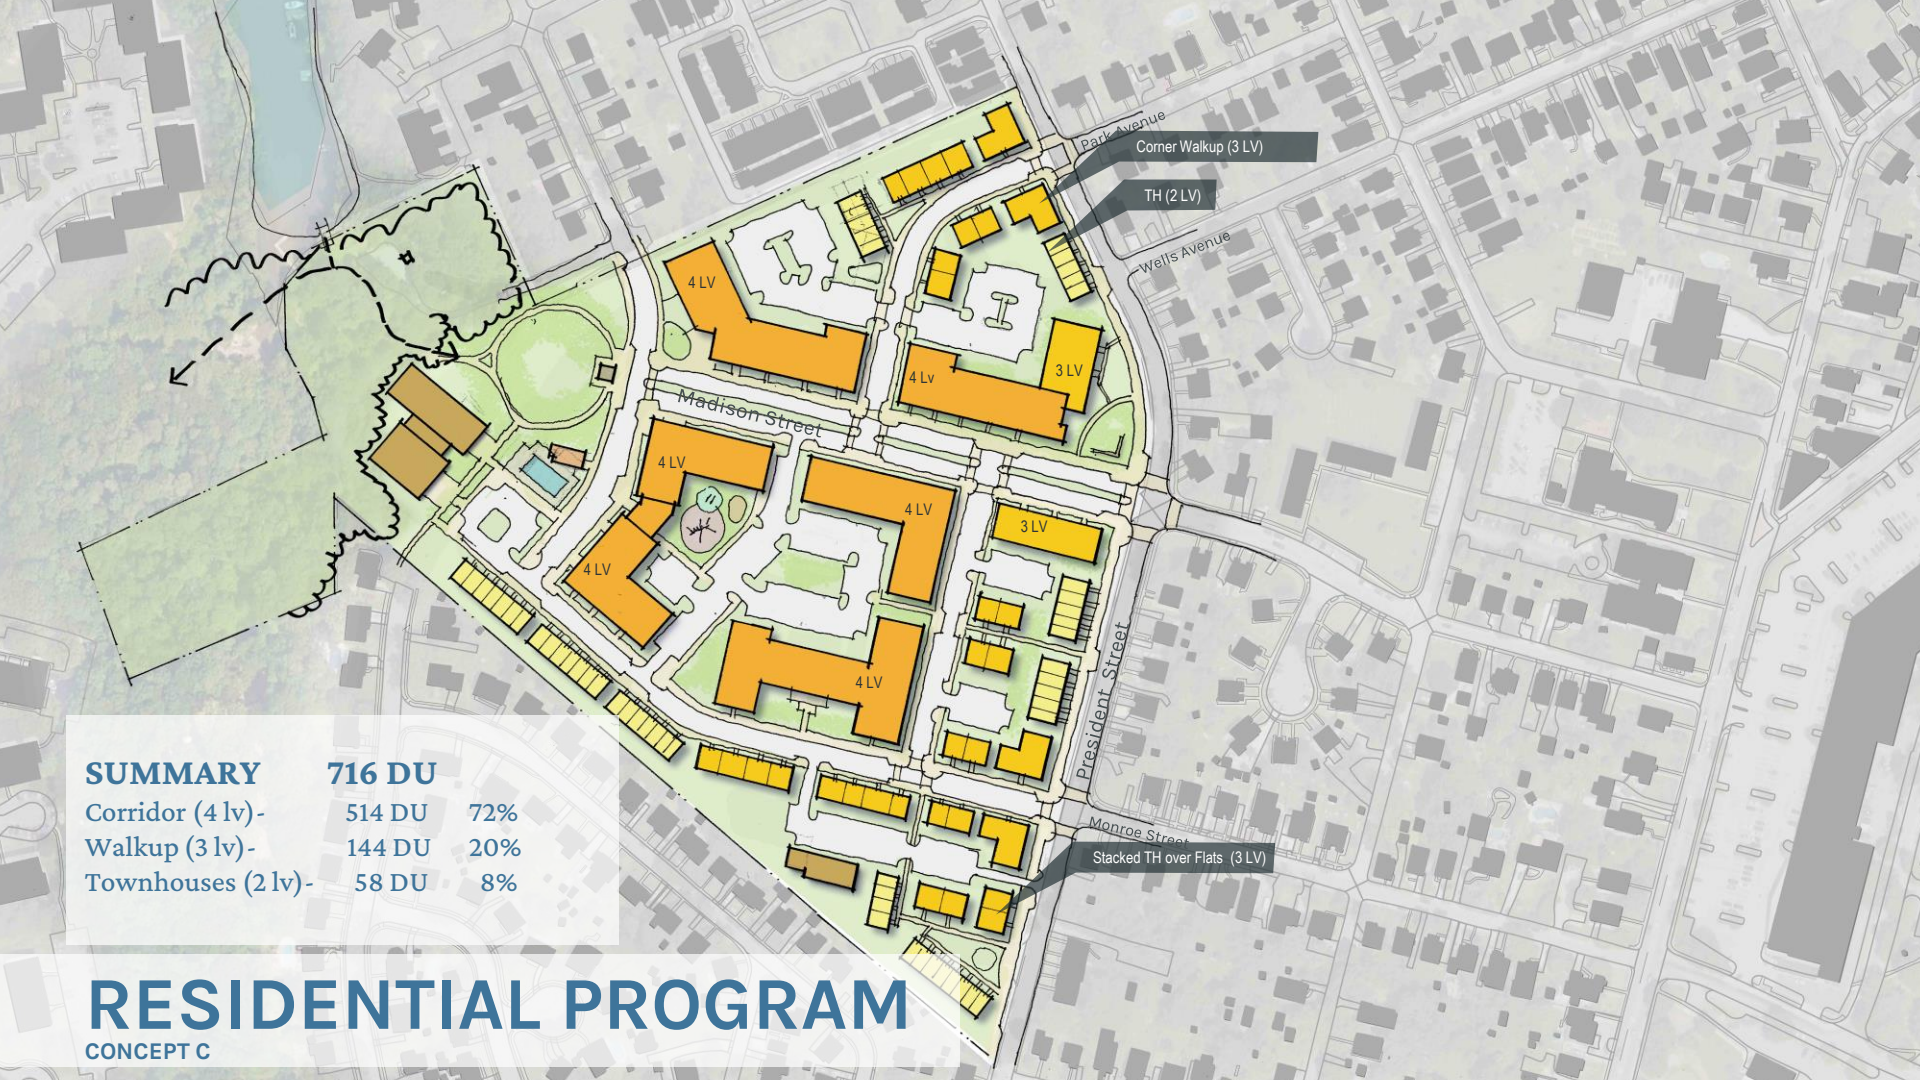 Park Avenue
Corner Walkup (3 LV)
TH (2 LV)
Wells Avenue
4 LV
4 Lv
3 LV
Madison Street
4 LV
4 LV
3 LV
4 LV
4 LV
President Street
Monroe Street
Stacked TH over Flats (3 LV)
SUMMARY 716 DU
Corridor (4 lv)- 514 DU 72%
Walkup (3 lv)- 144 DU 20%
Townhouses (2 lv)- 58 DU 8%
RESIDENTIAL PROGRAM
CONCEPT C